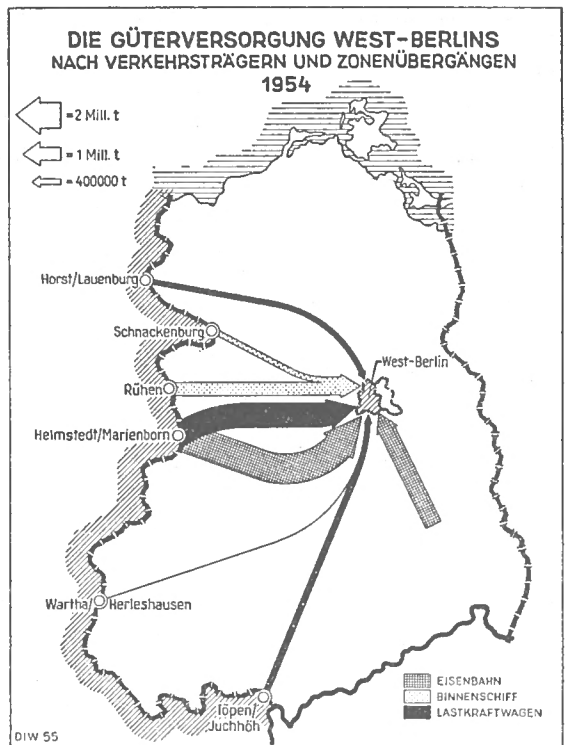 DIE GÜTERVERSORGUNG WEST-BERLINS
NACH VERKEHRSTRÄGERN UND ZONENÜBERGÄNGEN
1954
=2 Mill. t
=1 Mill. t
=400000 t
Horst/Lauenburg
Schnackenburg
West-Berlin
Rühen
Helmstedt/Marienborn
Wartha/Herleshausen
Töpen/
Juchhöh
EISENBAHN
BINNENSCHIFF
LASTKRAFTWAGEN
DIW 55